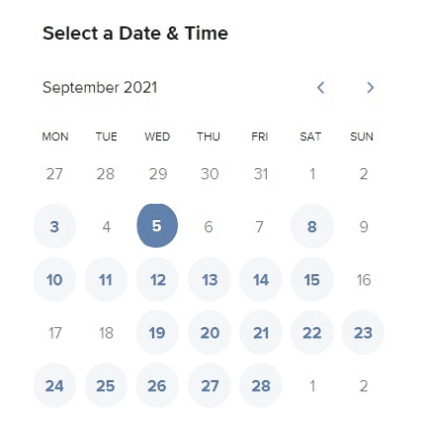 Select a Date & Time
September 2021
MON TUE WED THU FRI SAT SUN
27 28 29 30 31 1 2
3 4 5 6 7 8 9
10 11 12 13 14 15 16
17 18 19 20 21 22 23
24 25 26 27 28 1 2